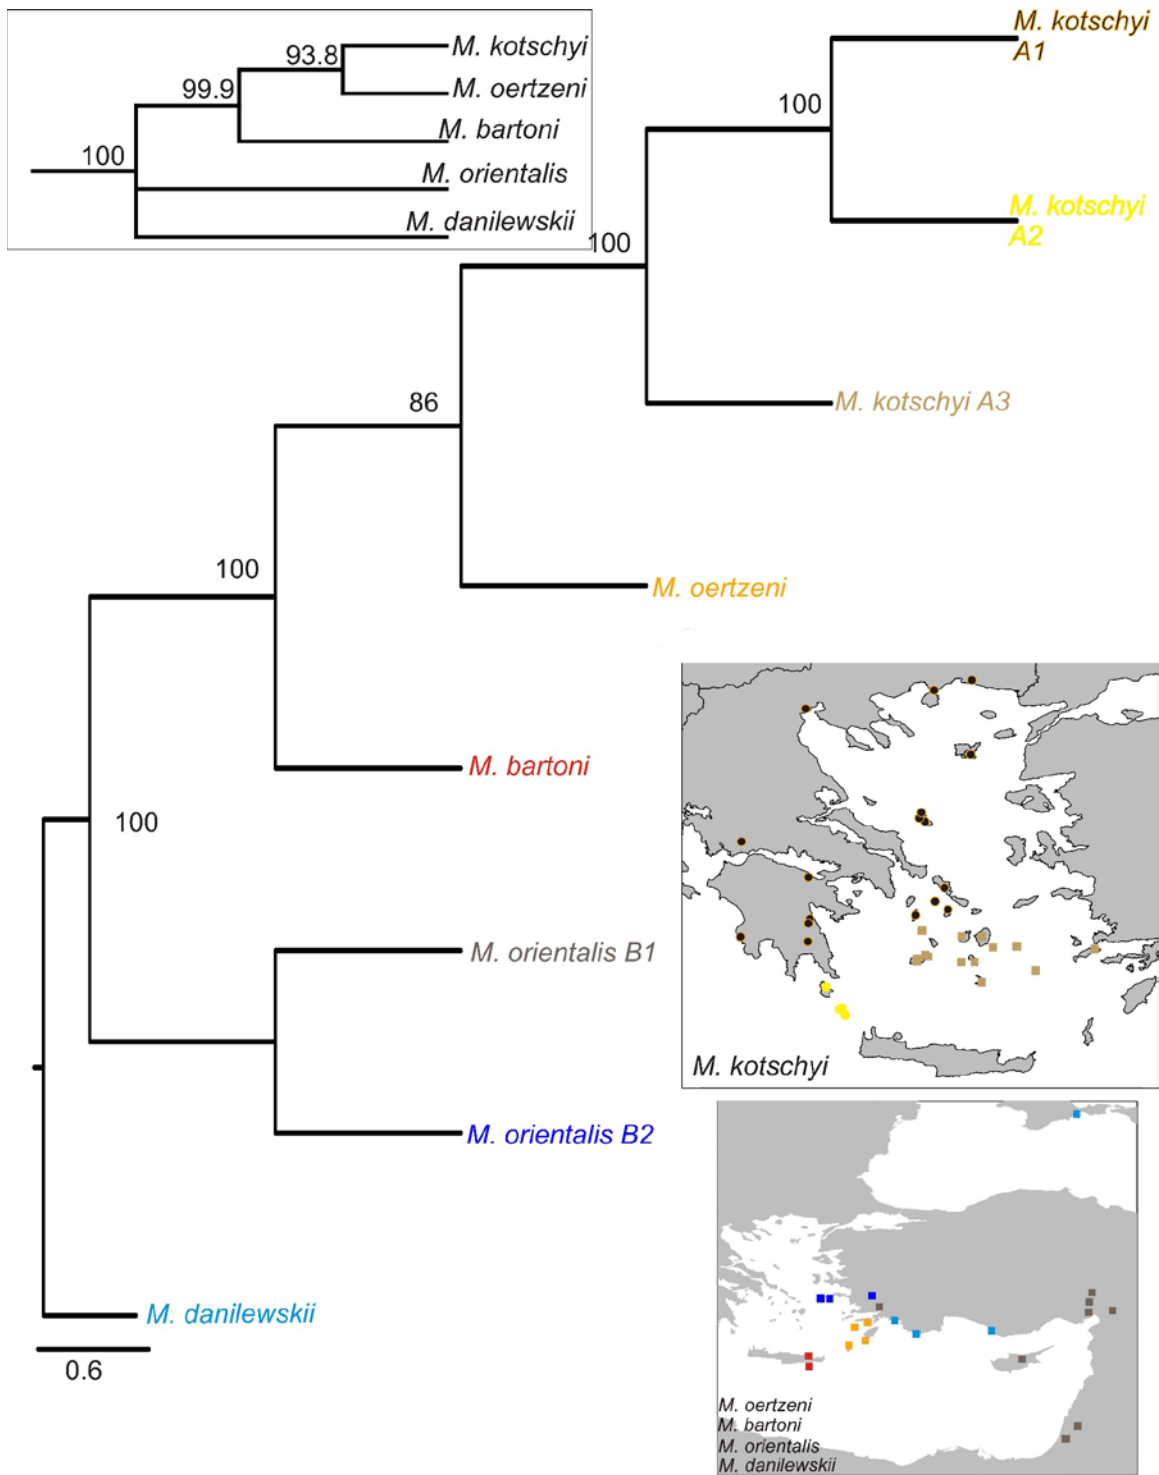 M. kotschyi
A1
93.8
M. kotschyi
99.9
M. oertzeni
100
M. bartoni
100
M. orientalis
M. kotschyi
A2
M. danilewskii
100
86
M. kotschyi A3
100
M. oertzeni
M. bartoni
100
M. orientalis B1
M. kotschyi
M. orientalis B2
M. danilewskii
0.6
M. oertzeni
M. bartoni
M. orientalis
M. danilewskii